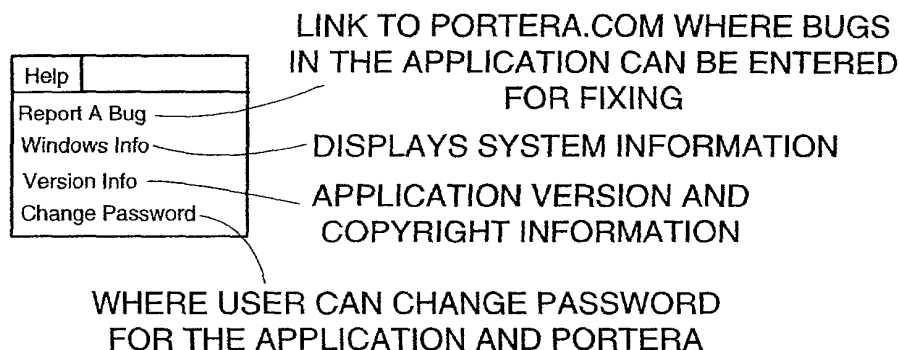 LINK TO PORTERA.COM WHERE BUGS
IN THE APPLICATION CAN BE ENTERED
FOR FIXING
Help
Report A Bug
Windows Info
DISPLAYS SYSTEM INFORMATION
Version Info
APPLICATION VERSION AND
COPYRIGHT INFORMATION
Change Password
WHERE USER CAN CHANGE PASSWORD
FOR THE APPLICATION AND PORTERA